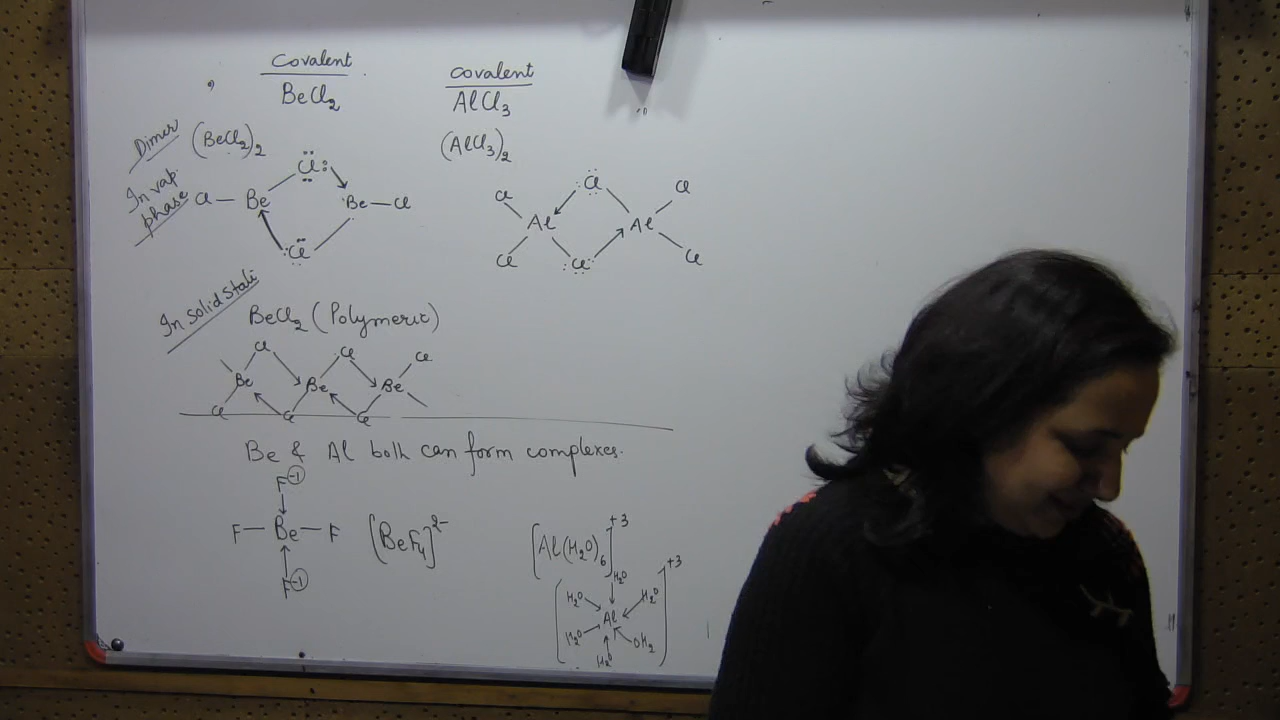 covalent
BeCl2
covalent
AlCl3
Dimer
(BeCl2)2
(AlCl3)2
In vap.
phase
Cl — Be
Cl
Be — Cl
Cl
Cl
Cl
Cl
Al
Al
Cl
Cl
Cl
In solid state
BeCl2 (Polymeric)
Cl
Cl
Cl
Be
Be
Be
Cl
Cl
Cl
Be & Al both can form complexes.
F -1
F — Be — F
F -1
[BeF4]2-
[Al(H2O)6]+3
H2O
H2O
H2O
+3
Al
H2O
OH2
H2O